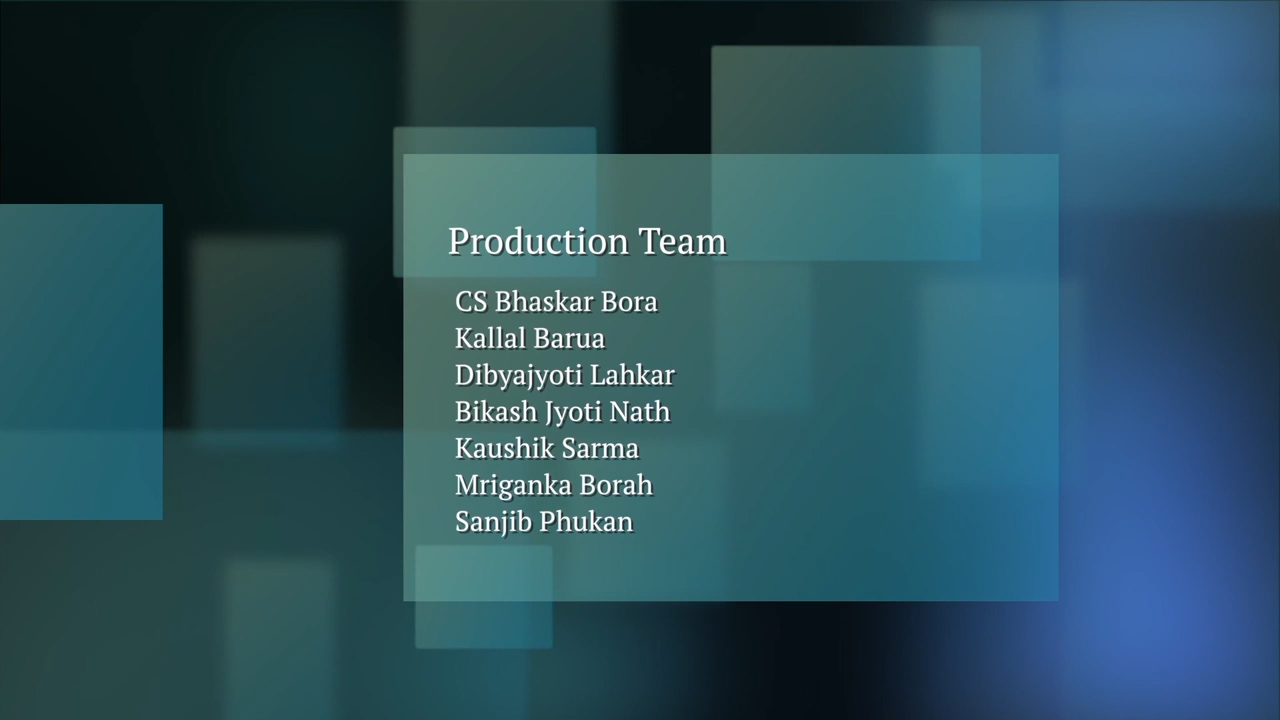 Production Team
CS Bhaskar Bora
Kallal Barua
Dibyajyoti Lahkar
Bikash Jyoti Nath
Kaushik Sarma
Mriganka Borah
Sanjib Phukan